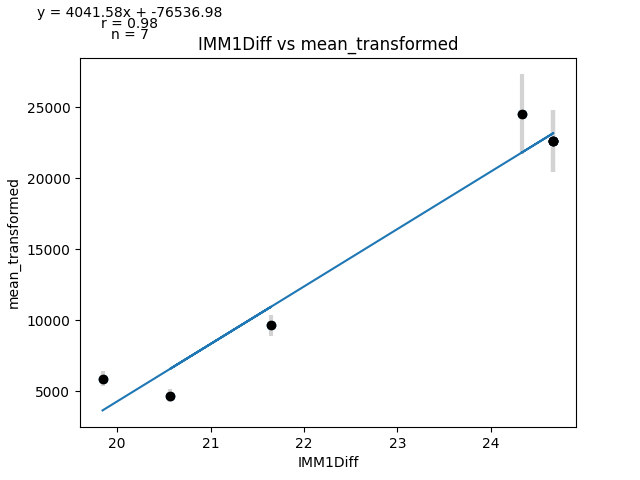 y = 4041.58x + -76536.98
r = 0.98
n = 7
IMM1Diff vs mean_transformed
25000
20000
15000
10000
5000
mean_transformed
20 21 22 23 24
IMM1Diff